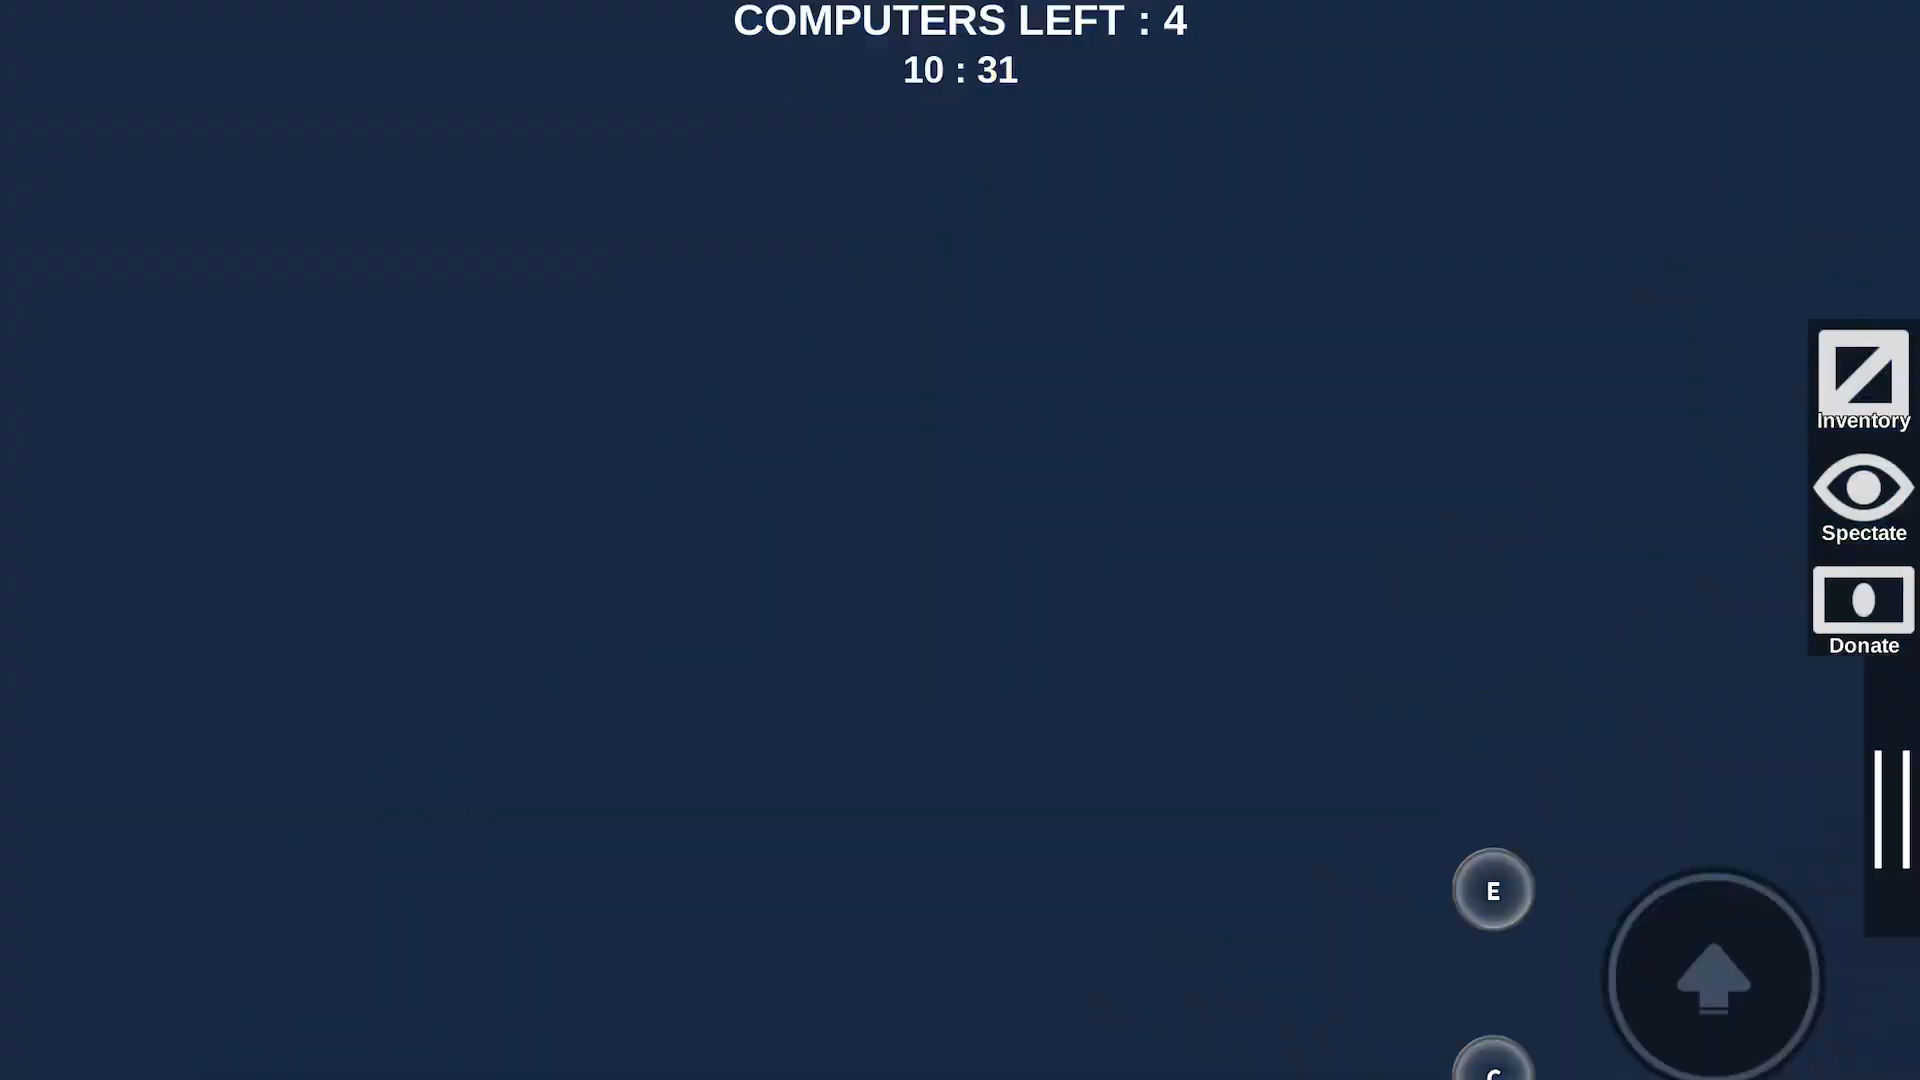 COMPUTERS LEFT : 4
10 : 31
Inventory
Spectate
Donate
E
C